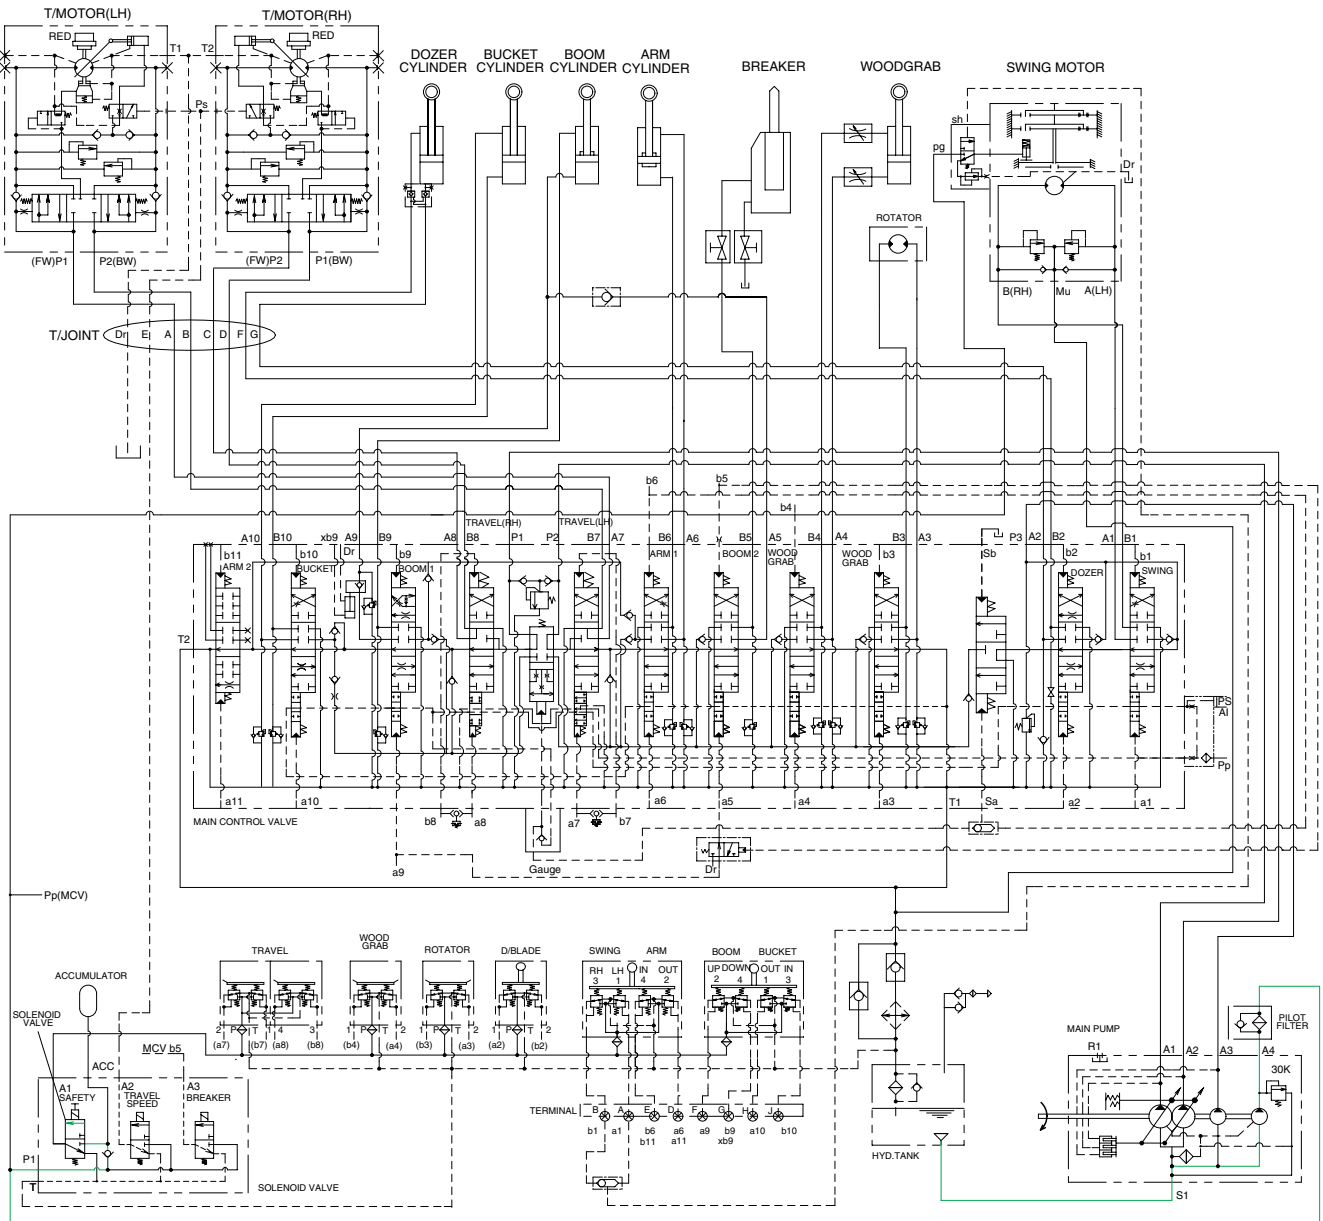 T/MOTOR(LH)
T/MOTOR(RH)
RED
RED
T1
T2
Ps
DOZER
CYLINDER
BUCKET
CYLINDER
BOOM
CYLINDER
ARM
CYLINDER
BREAKER
WOODGRAB
SWING MOTOR
sh
pg
Dr
ROTATOR
(FW)P1
P2(BW)
(FW)P2
P1(BW)
B(RH)
Mu
A(LH)
T/JOINT
Dr
E
A
B
C
D
F
G
b6
b5
b4
TRAVEL(RH)
TRAVEL(LH)
A10
B10
xb9
A9
B9
A8
B8
P1
P2
B7
A7
B6
A6
B5
A5
B4
A4
B3
A3
P3
A2
B2
A1
B1
b11
ARM 2
b10
BUCKET
Dr
b9
BOOM 1
ARM 1
BOOM 2
WOOD
GRAB
WOOD
GRAB
b3
Sb
b2
DOZER
b1
SWING
T2
PS
AI
Pp
a11
a10
b8
a8
a7
b7
a6
a5
a4
a3
T1
Sa
a2
a1
MAIN CONTROL VALVE
a9
Gauge
Dr
Pp(MCV)
TRAVEL
WOOD
GRAB
ROTATOR
D/BLADE
SWING
ARM
BOOM
BUCKET
RH
LH
IN
OUT
3
1
4
2
UP
DOWN
OUT
IN
2
4
1
3
ACCUMULATOR
SOLENOID
VALVE
2
P
T
1
4
3
1
P
T
2
1
P
T
2
1
P
T
2
(a7)
(b7)
(a8)
(b8)
(b4)
(a4)
(b3)
(a3)
(a2)
(b2)
MCV b5
ACC
A1
SAFETY
A2
TRAVEL
SPEED
A3
BREAKER
P1
T
SOLENOID VALVE
TERMINAL
B
A
E
D
F
G
H
J
b1
a1
b6
b11
a6
a11
a9
b9
xb9
a10
b10
HYD.TANK
MAIN PUMP
PILOT
FILTER
R1
A1
A2
A3
A4
30K
S1